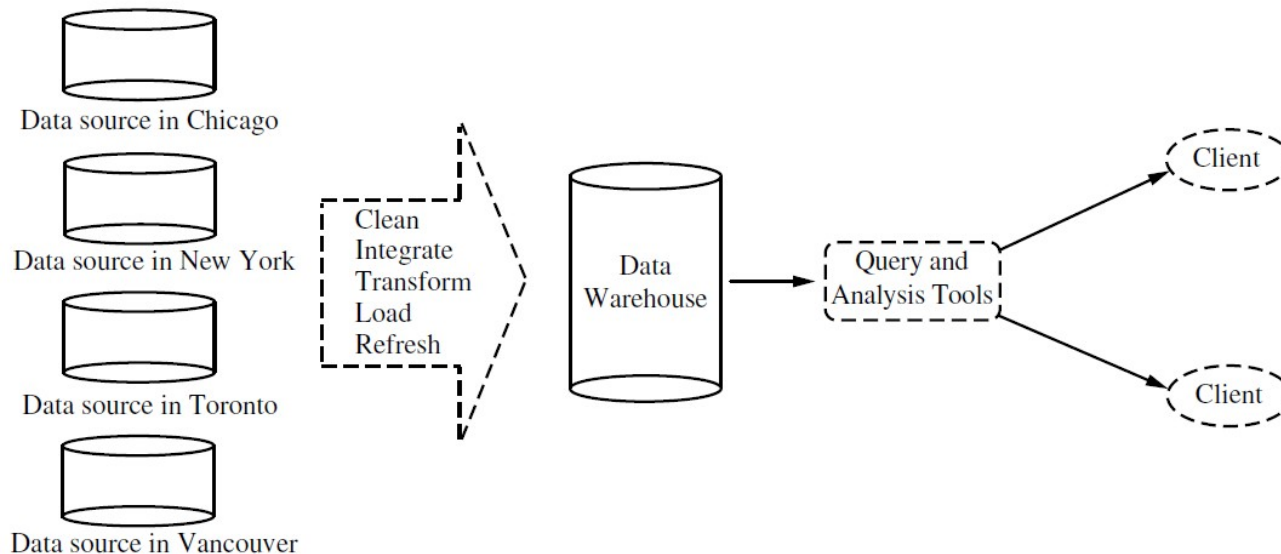 Data source in Chicago
Data source in New York
Data source in Toronto
Data source in Vancouver
Clean
Integrate
Transform
Load
Refresh
Data
Warehouse
Query and
Analysis Tools
Client
Client